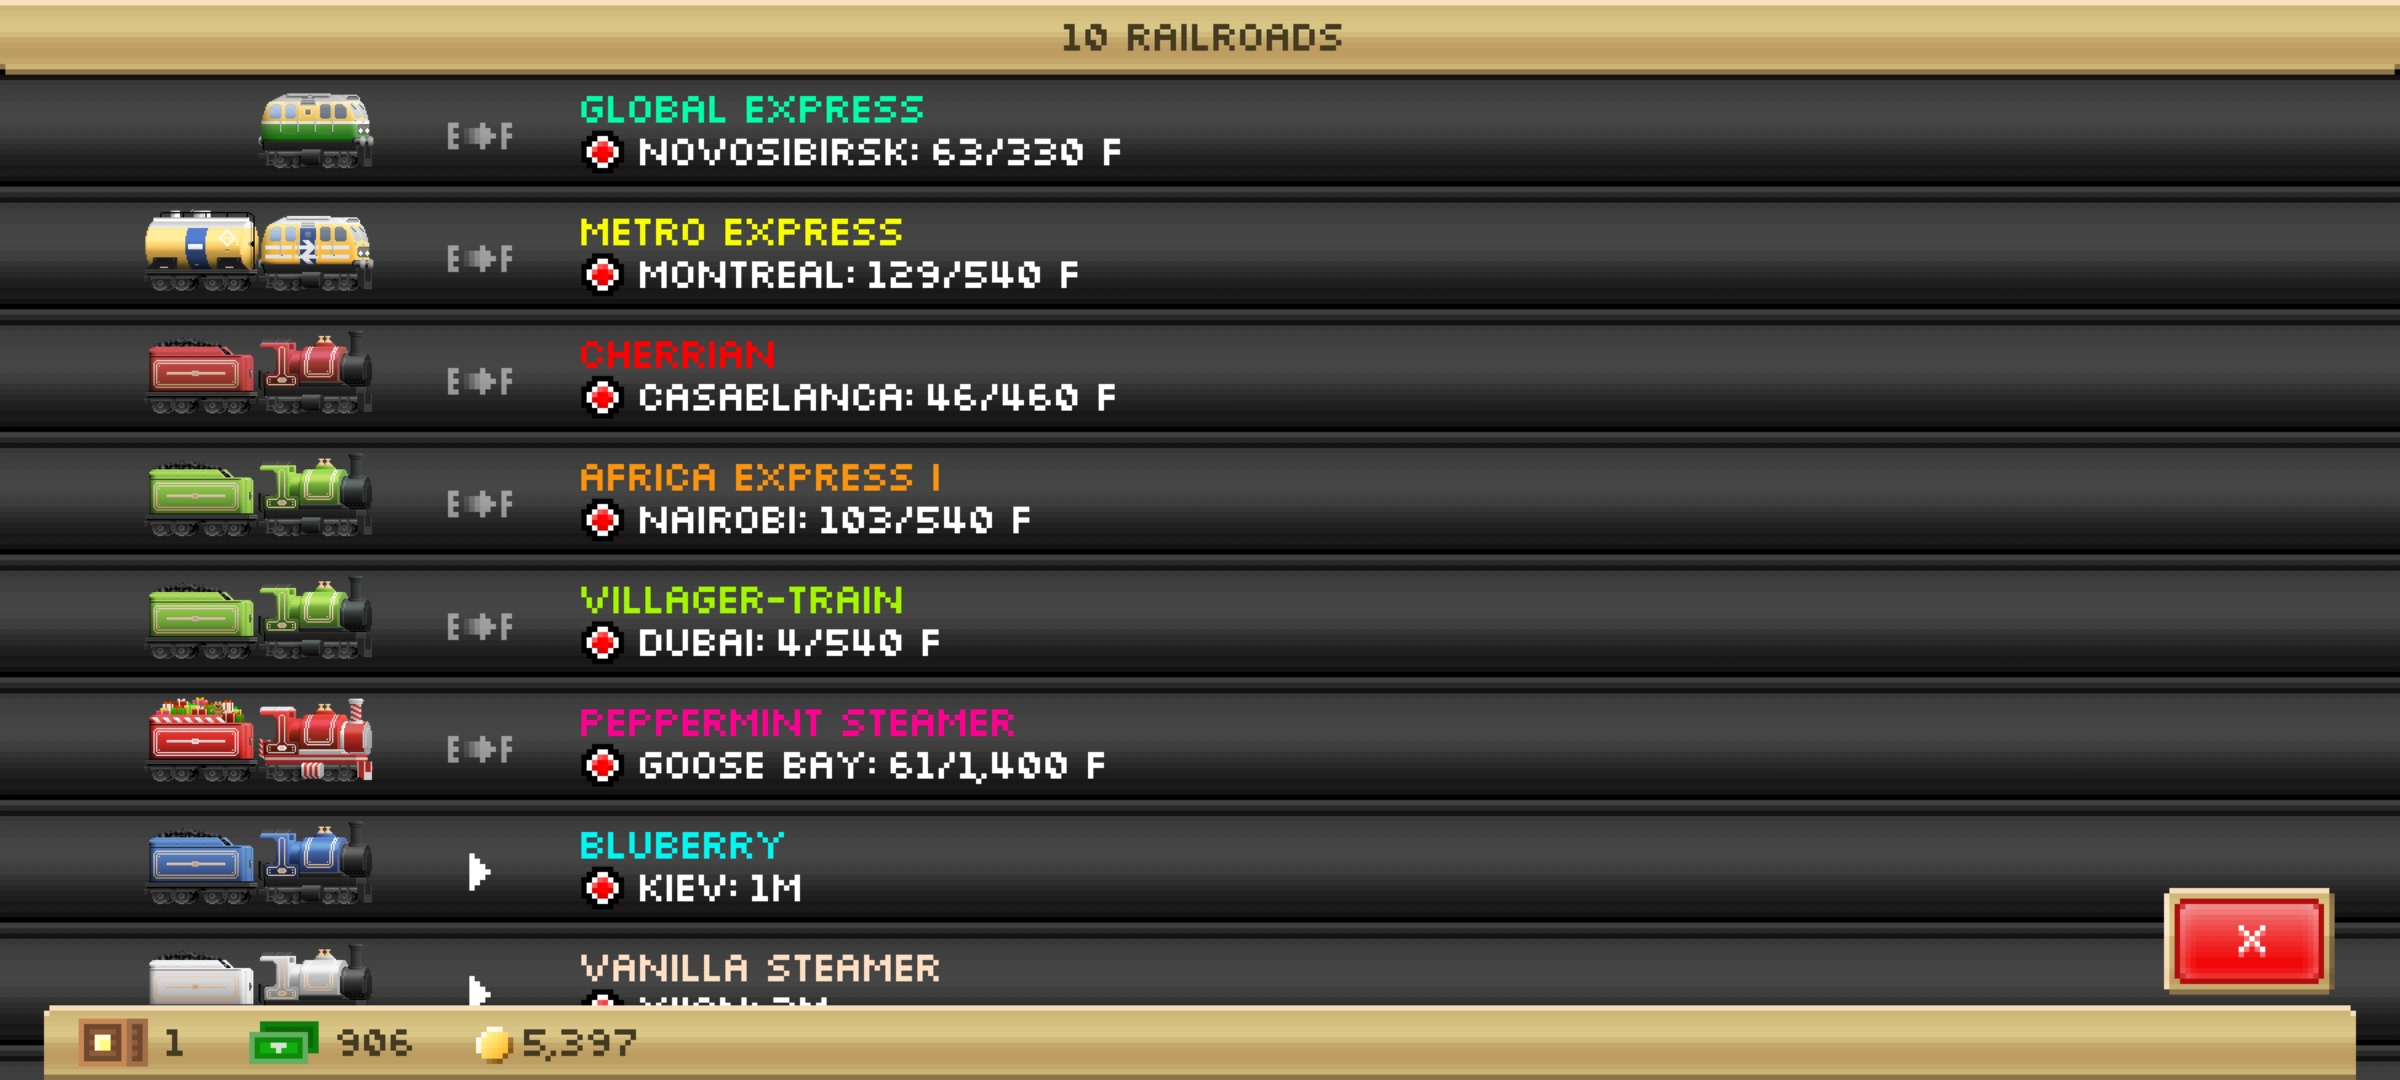 10 RAILROADS
E F
GLOBAL EXPRESS
NOVOSIBIRSK: 63/330 F
E F
METRO EXPRESS
MONTREAL: 129/540 F
E F
CHERRIAN
CASABLANCA: 46/460 F
E F
AFRICA EXPRESS I
NAIROBI: 103/540 F
E F
VILLAGER-TRAIN
DUBAI: 4/540 F
E F
PEPPERMINT STEAMER
GOOSE BAY: 61/1,400 F
BLUBERRY
KIEV: 1M
VANILLA STEAMER
X
1 906 5,397